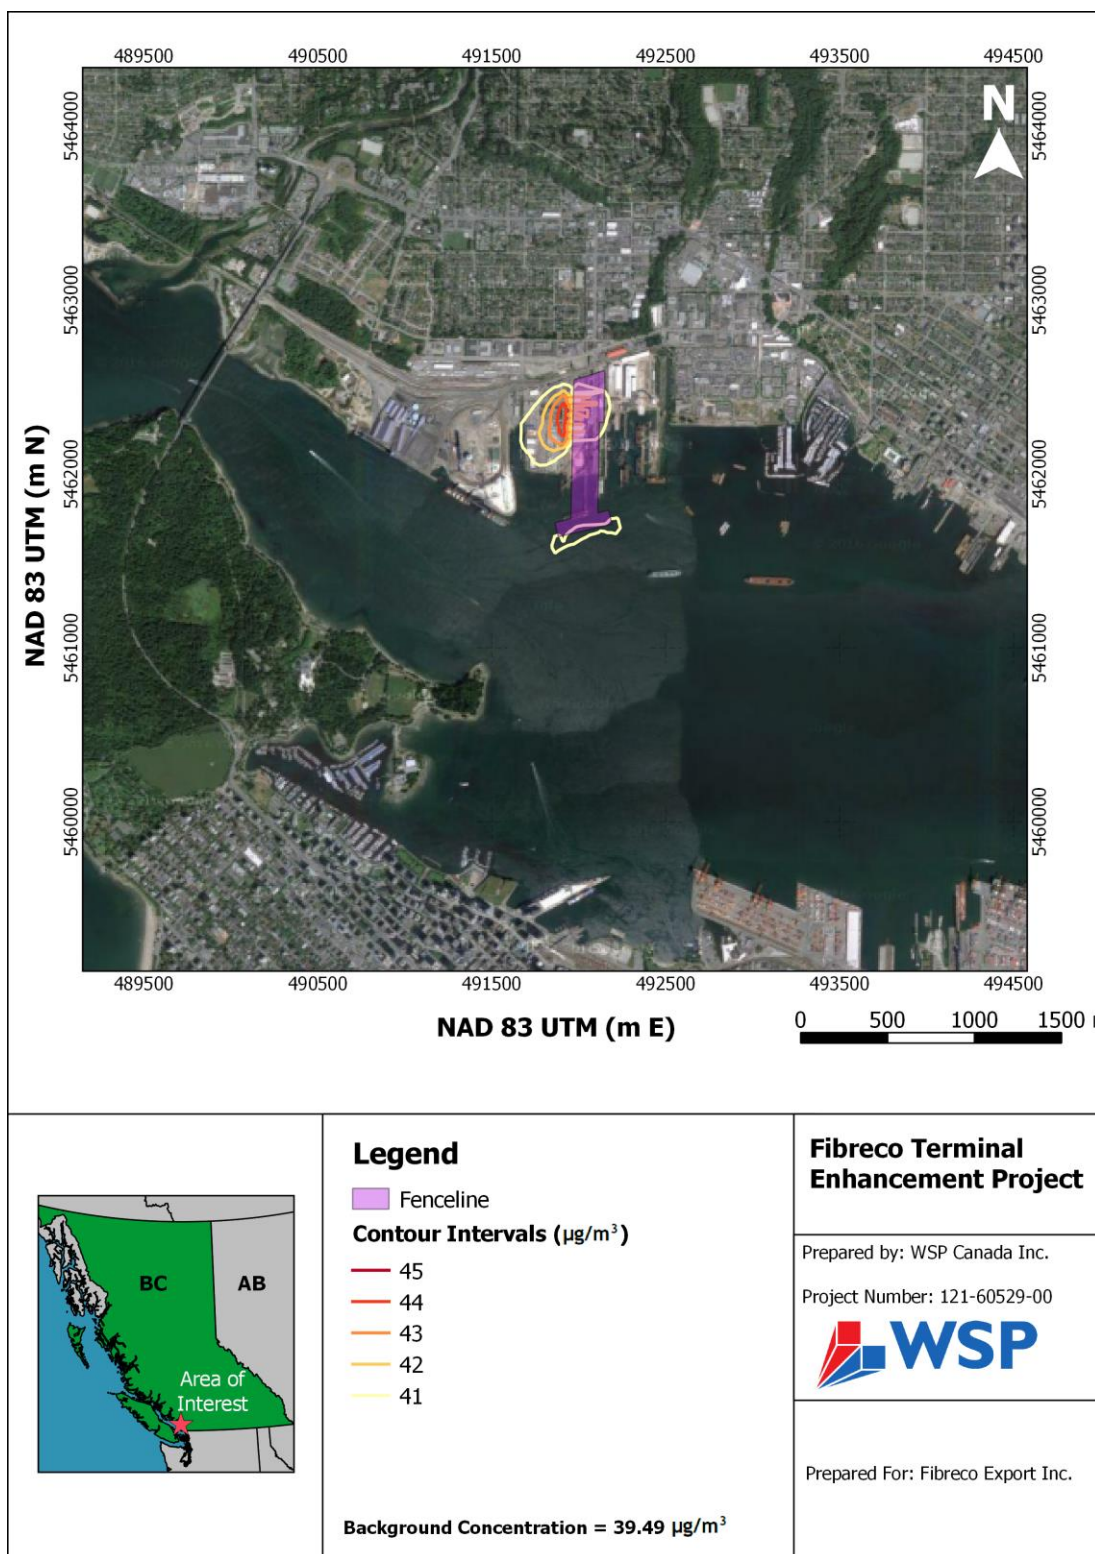 489500 490500 491500 492500 493500 494500
N
5464000 5464000
5463000 5463000
5462000 5462000
5461000 5461000
5460000 5460000
NAD 83 UTM (m N)
489500 490500 491500 492500 493500 494500
NAD 83 UTM (m E)
0 500 1000 1500
Legend
Fenceline
Contour Intervals (µg/m³)
45
44
43
42
41
Background Concentration = 39.49 µg/m³
BC
AB
Area of
Interest
Fibreco Terminal
Enhancement Project
Prepared by: WSP Canada Inc.
Project Number: 121-60529-00
WSP
Prepared For: Fibreco Export Inc.